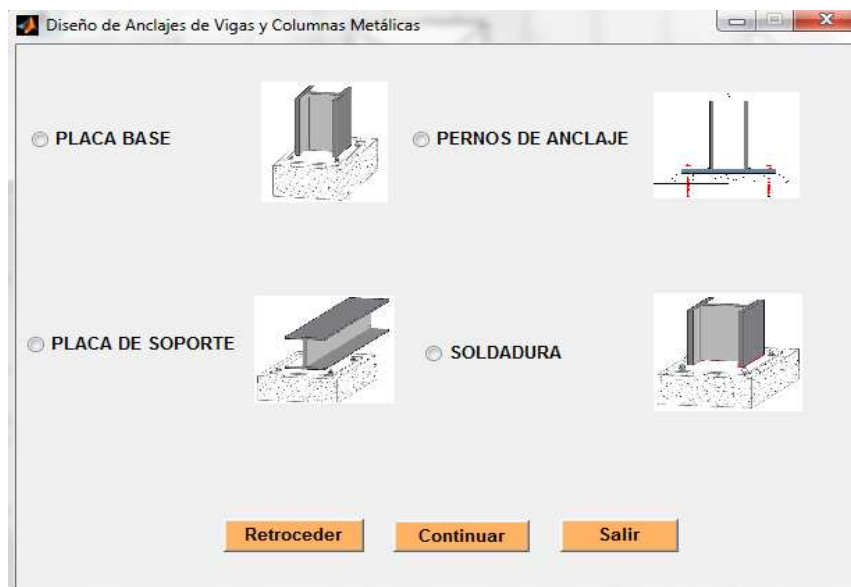 Diseño de Anclajes de Vigas y Columnas Metálicas
PLACA BASE
PERNOS DE ANCLAJE
PLACA DE SOPORTE
SOLDADURA
Retroceder
Continuar
Salir